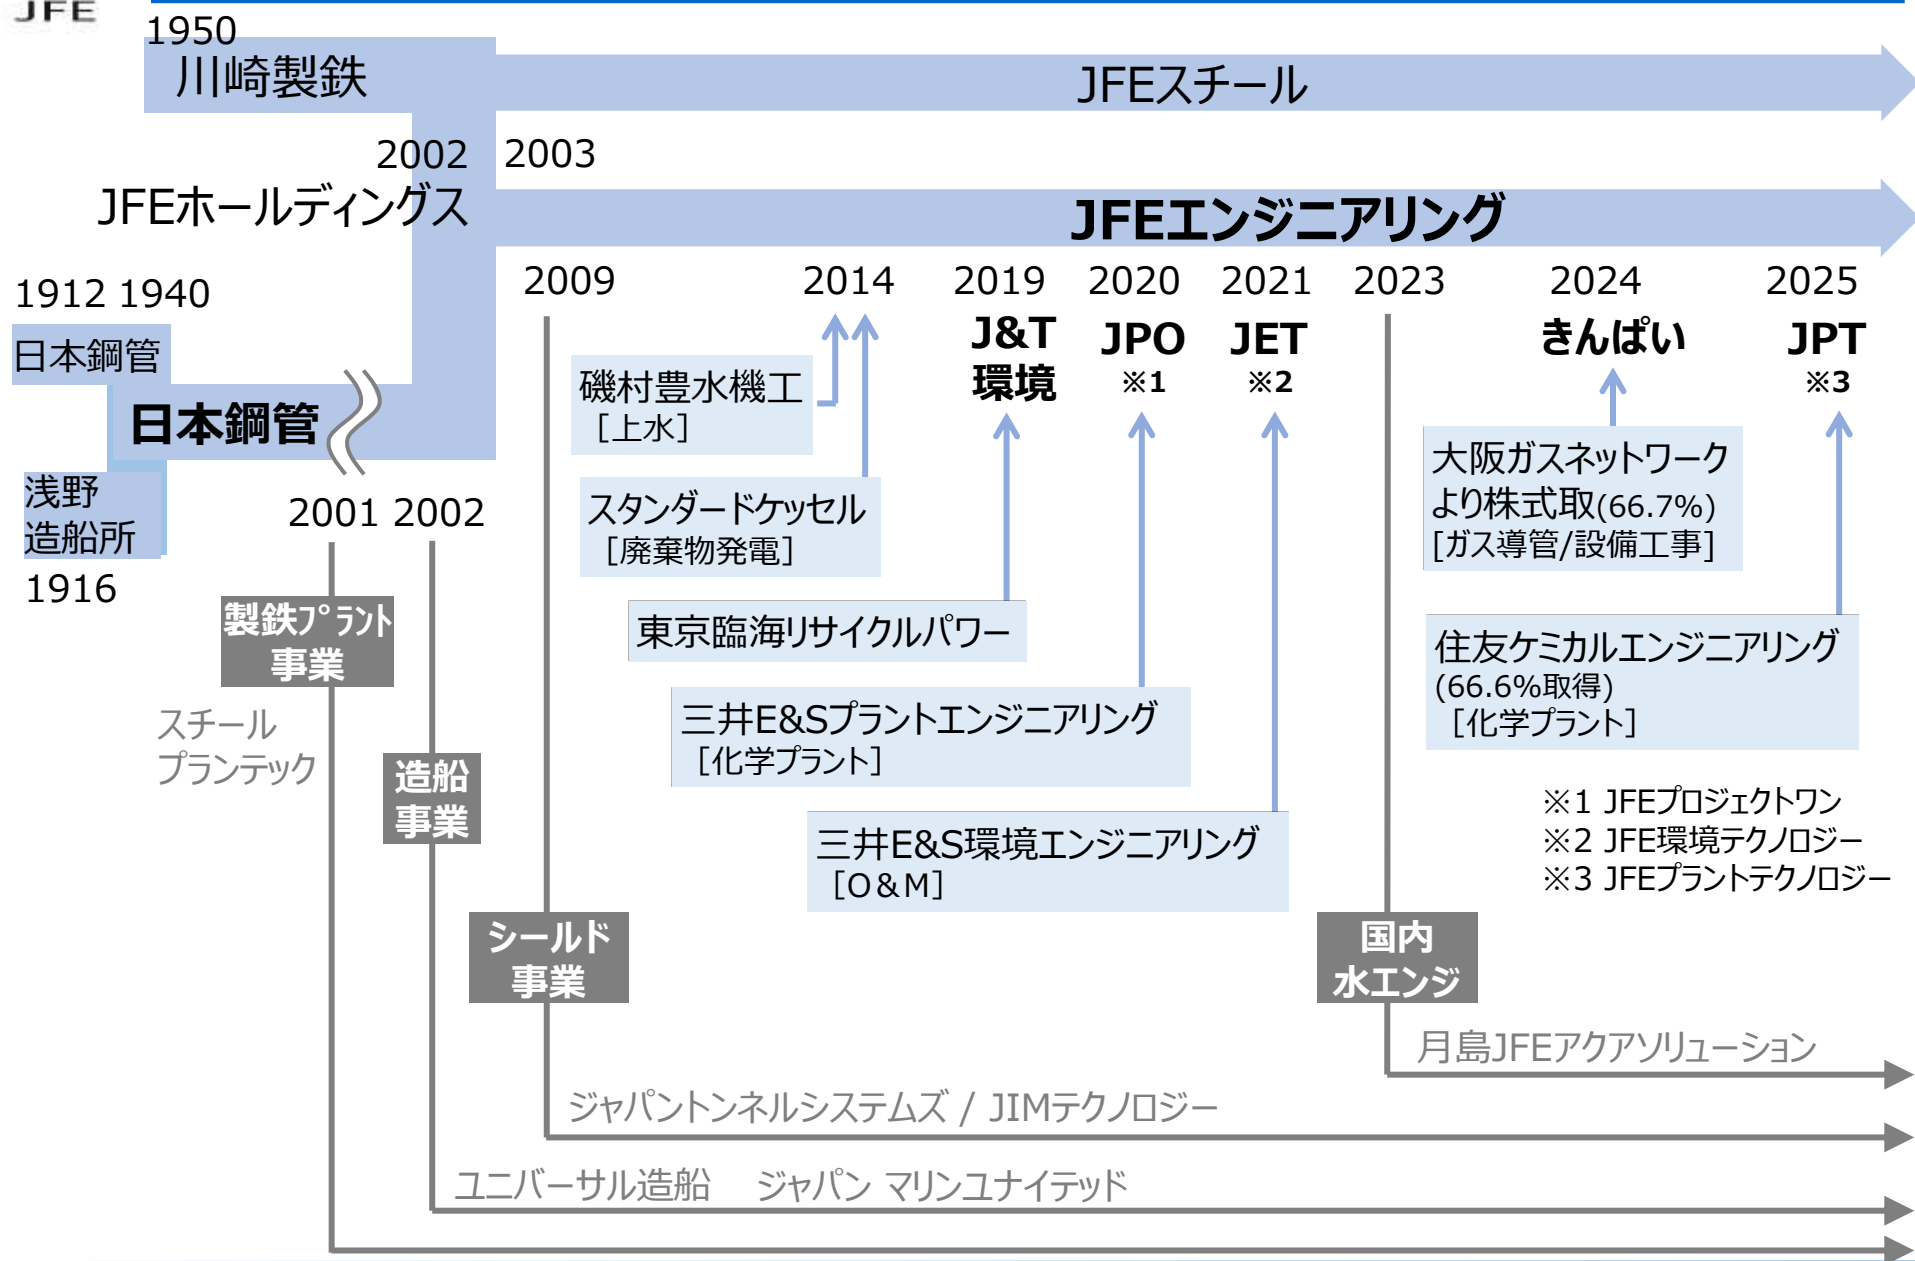 JFE
1950
川崎製鉄
JFEスチール
2002
2003
JFEホールディングス
JFEエンジニアリング
1912 1940
日本鋼管
日本鋼管
浅野
造船所
1916
2001
2002
2009
2014
2019
2020
2021
2023
2024
2025
J&T
環境
JPO
※1
JET
※2
きんぱい
JPT
※3
磯村豊水機工
［上水］
スタンダードケッセル
［廃棄物発電］
東京臨海リサイクルパワー
三井E&Sプラントエンジニアリング
［化学プラント］
三井E&S環境エンジニアリング
［O＆M］
大阪ガスネットワーク
より株式取(66.7%)
[ガス導管/設備工事]
住友ケミカルエンジニアリング
(66.6%取得)
［化学プラント］
※1 JFEプロジェクトワン
※2 JFE環境テクノロジー
※3 JFEプラントテクノロジー
製鉄プラント
事業
スチール
プランテック
造船
事業
シールド
事業
国内
水エンジ
月島JFEアクアソリューション
ジャパントンネルシステムズ / JIMテクノロジー
ユニバーサル造船 ジャパン マリンユナイテッド